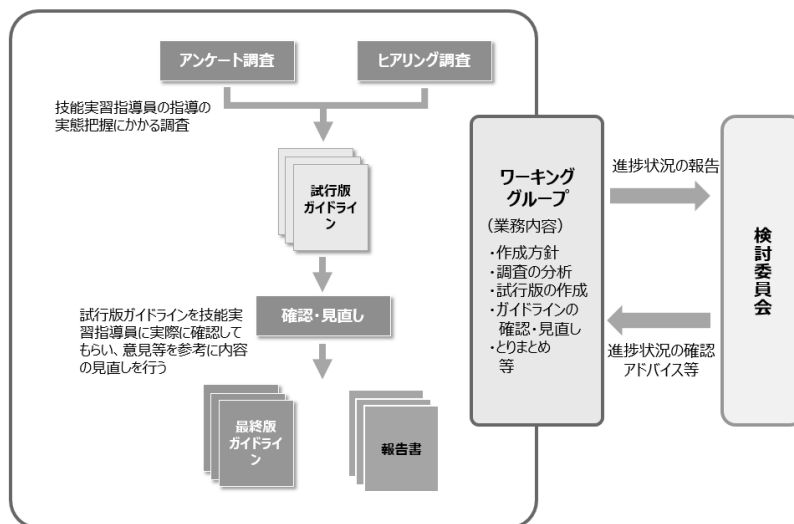 アンケート調査
ヒアリング調査
技能実習指導員の指導の
実態把握にかかる調査
試行版
ガイドライ
ン
試行版ガイドラインを技能実
習指導員に実際に確認して
もらい、意見等を参考に内容
の見直しを行う
確認・見直し
最終版
ガイドライ
ン
報告書
ワーキング
グループ
(業務内容)
・作成方針
・調査の分析
・試行版の作成
・ガイドラインの
確認・見直し
・とりまとめ
等
進捗状況の報告
進捗状況の確認
アドバイス等
検討委員会